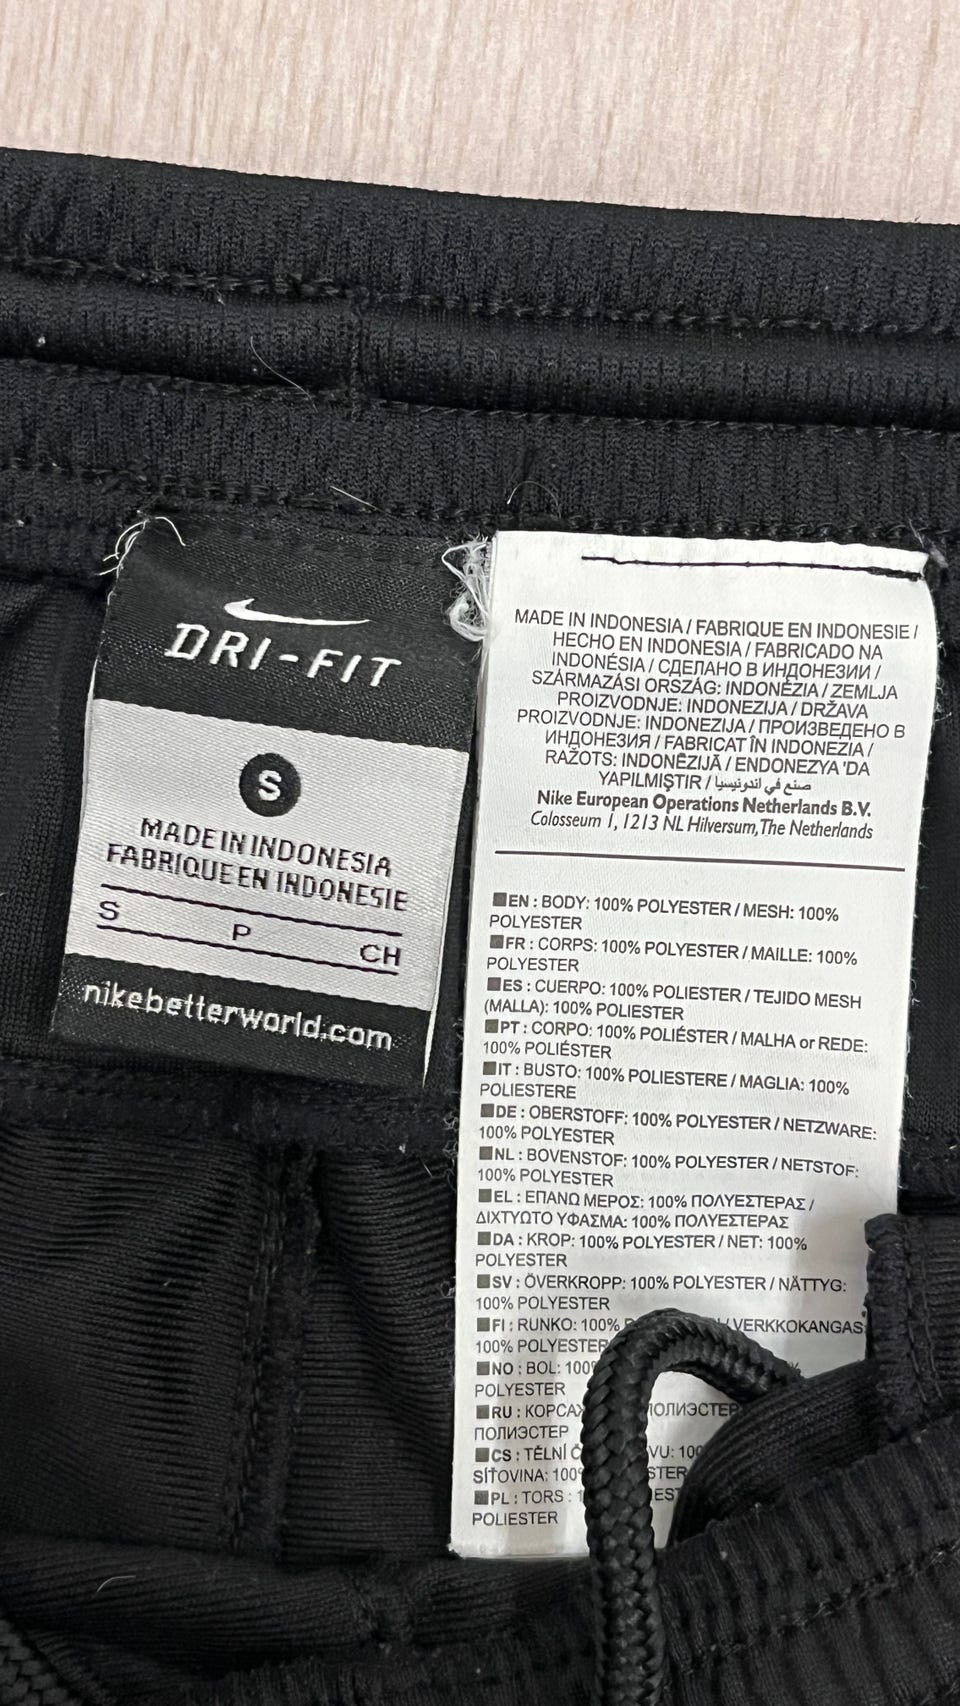 DRI-FIT
S
MADE IN INDONESIA
FABRIQUE EN INDONESIE
S P CH
nikebetterworld.com
MADE IN INDONESIA / FABRIQUE EN INDONESIE /
HECHO EN INDONESIA / FABRICADO NA
INDONÉSIA / СДЕЛАНО В ИНДОНЕЗИИ /
SZÁRMAZÁSI ORSZÁG: INDONÉZIA / ZEMLJA
PROIZVODNJE: INDONEZIJA / DRŽAVA
PROIZVODNJE: INDONEZIJA / ПРОИЗВЕДЕНО В
ИНДОНЕЗИЯ / FABRICAT ÎN INDONEZIA /
RAŽOTS: INDONĒZIJĀ / ENDONEZYA 'DA
YAPILMIŞTIR / صنع في اندونيسيا
Nike European Operations Netherlands B.V.
Colosseum 1, 1213 NL Hilversum, The Netherlands
EN : BODY: 100% POLYESTER / MESH: 100%
POLYESTER
FR : CORPS: 100% POLYESTER / MAILLE: 100%
POLYESTER
ES : CUERPO: 100% POLIESTER / TEJIDO MESH
(MALLA): 100% POLIESTER
PT : CORPO: 100% POLIÉSTER / MALHA or REDE:
100% POLIÉSTER
IT : BUSTO: 100% POLIESTERE / MAGLIA: 100%
POLIESTERE
DE : OBERSTOFF: 100% POLYESTER / NETZWARE:
100% POLYESTER
NL : BOVENSTOF: 100% POLYESTER / NETSTOF:
100% POLYESTER
EL : ΕΠΑΝΩ ΜΕΡΟΣ: 100% ΠΟΛΥΕΣΤΕΡΑΣ /
ΔΙΧΤΥΩΤΟ ΥΦΑΣΜΑ: 100% ΠΟΛΥΕΣΤΕΡΑΣ
DA : KROP: 100% POLYESTER / NET: 100%
POLYESTER
SV : ÖVERKROPP: 100% POLYESTER / NÄTTYG:
100% POLYESTER
FI : RUNKO: 100% / VERKKOKANGAS:
100% POLYESTER
NO : BOL: 100%
POLYESTER
RU :
ПОЛИЭСТЕР
CS : TĚLNÍ
SÍŤOVINA: 100%
PL : TORS :
POLIESTER